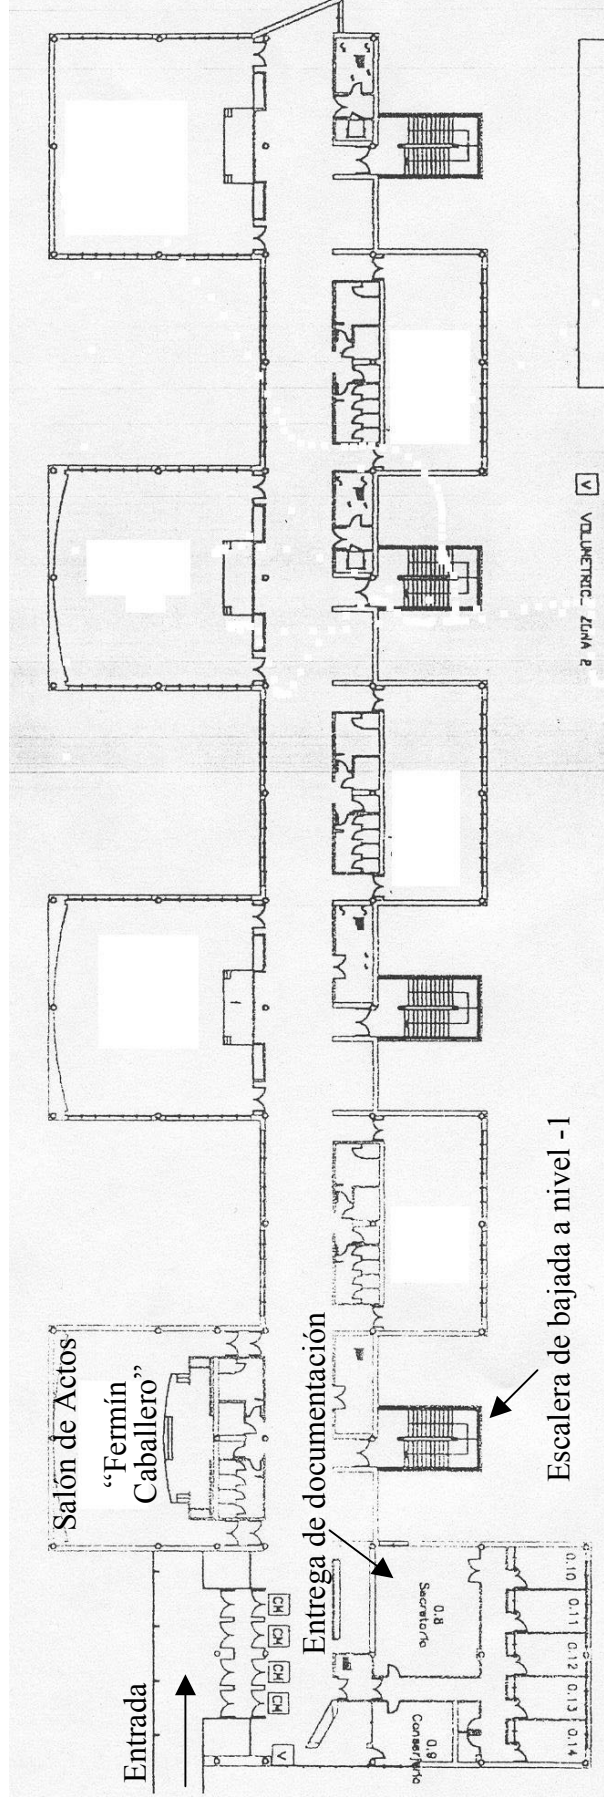 V VOLUMETRIC_ ZONA 2
Salón de Actos
“Fermín
Caballero”
Entrada
Entrega de documentación
Escalera de bajada a nivel -1
CM
CM
CM
CM
V
0.8
Secretaría
0.9
Conserjería
0.10
0.11
0.12
0.13
0.14